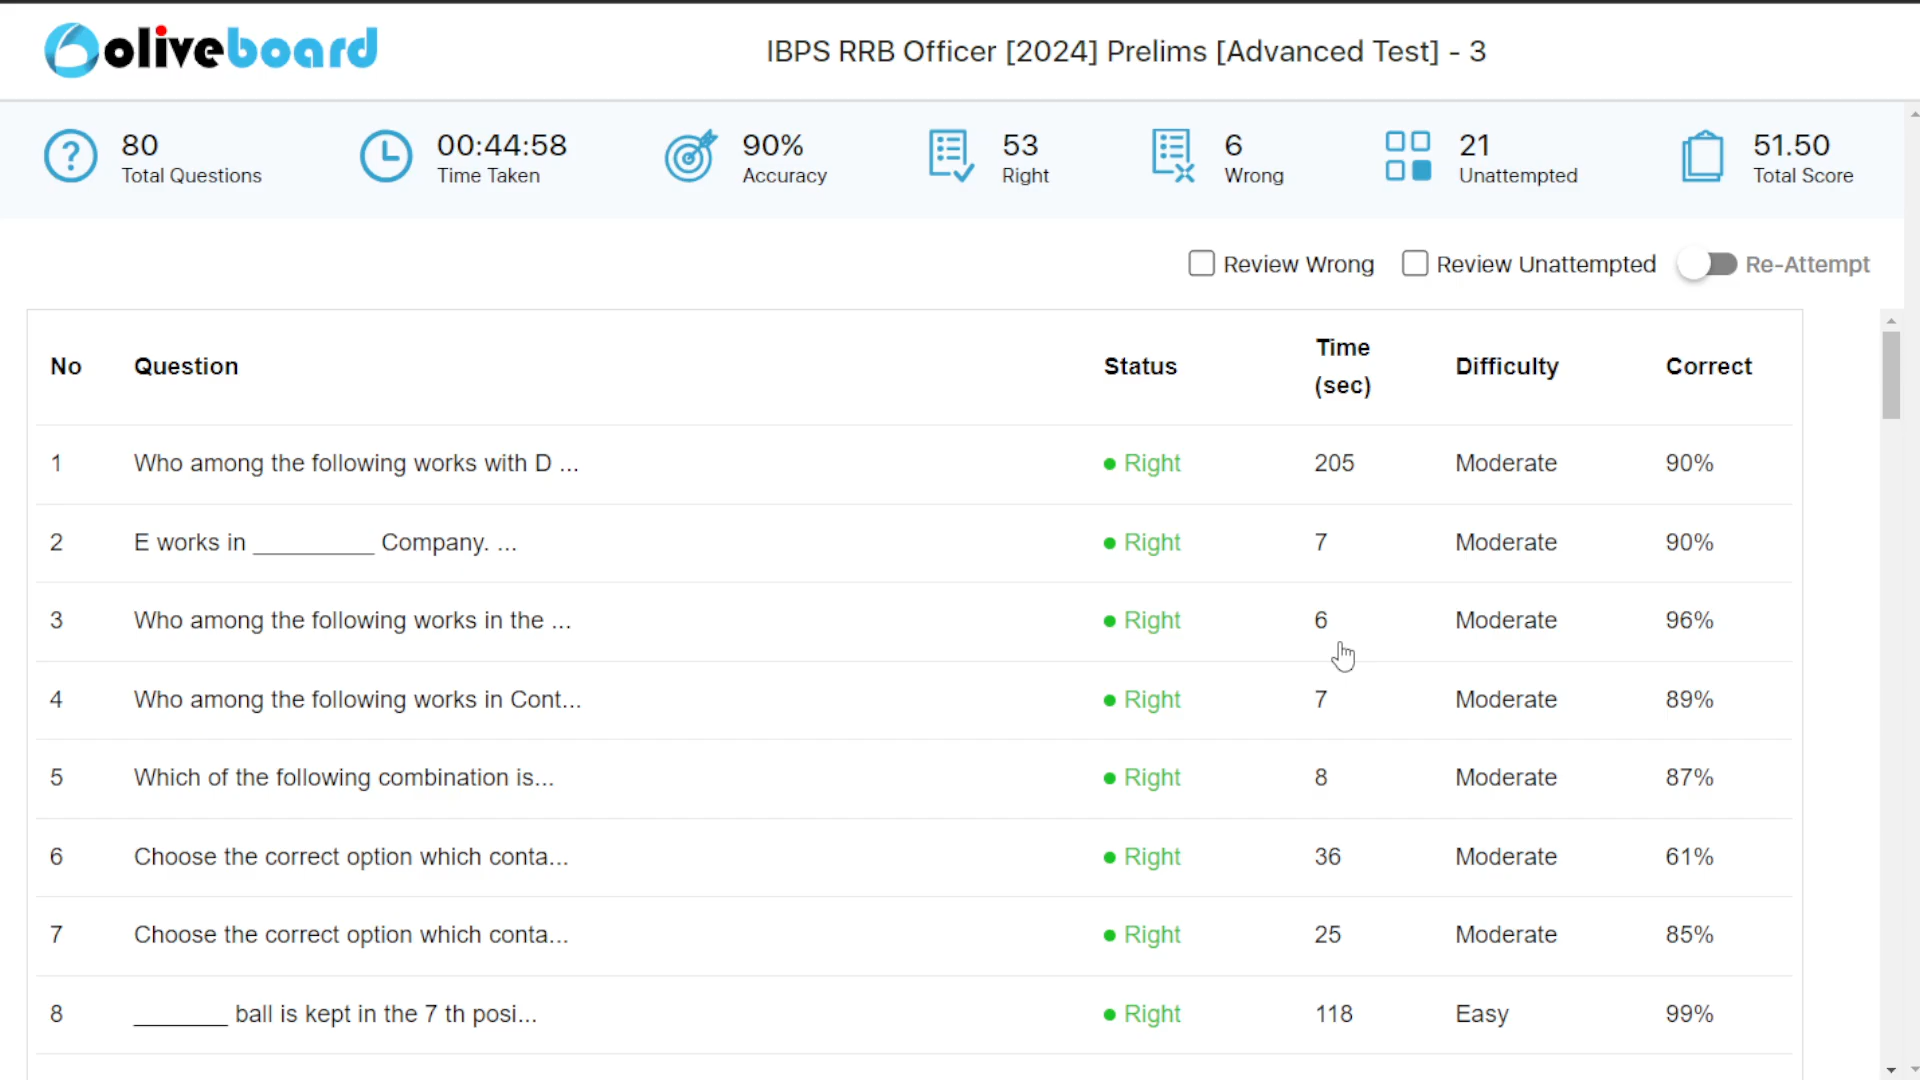 oliveboard
IBPS RRB Officer [2024] Prelims [Advanced Test] - 3
80
Total Questions
00:44:58
Time Taken
90%
Accuracy
53
Right
6
Wrong
21
Unattempted
51.50
Total Score
Review Wrong
Review Unattempted
Re-Attempt
No Question Status Time (sec) Difficulty Correct
1 Who among the following works with D ... Right 205 Moderate 90%
2 E works in _________ Company. ... Right 7 Moderate 90%
3 Who among the following works in the ... Right 6 Moderate 96%
4 Who among the following works in Cont... Right 7 Moderate 89%
5 Which of the following combination is... Right 8 Moderate 87%
6 Choose the correct option which conta... Right 36 Moderate 61%
7 Choose the correct option which conta... Right 25 Moderate 85%
8 _______ ball is kept in the 7 th posi... Right 118 Easy 99%